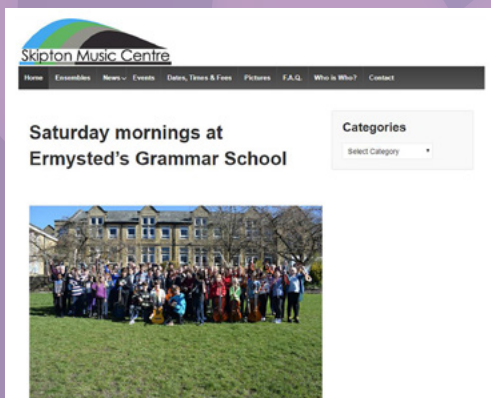 Skipton Music Centre
Home Ensembles News Events Dates, Times & Fees Pictures F.A.Q. Who is Who? Contact
Saturday mornings at
Ermysted's Grammar School
Categories
Select Category